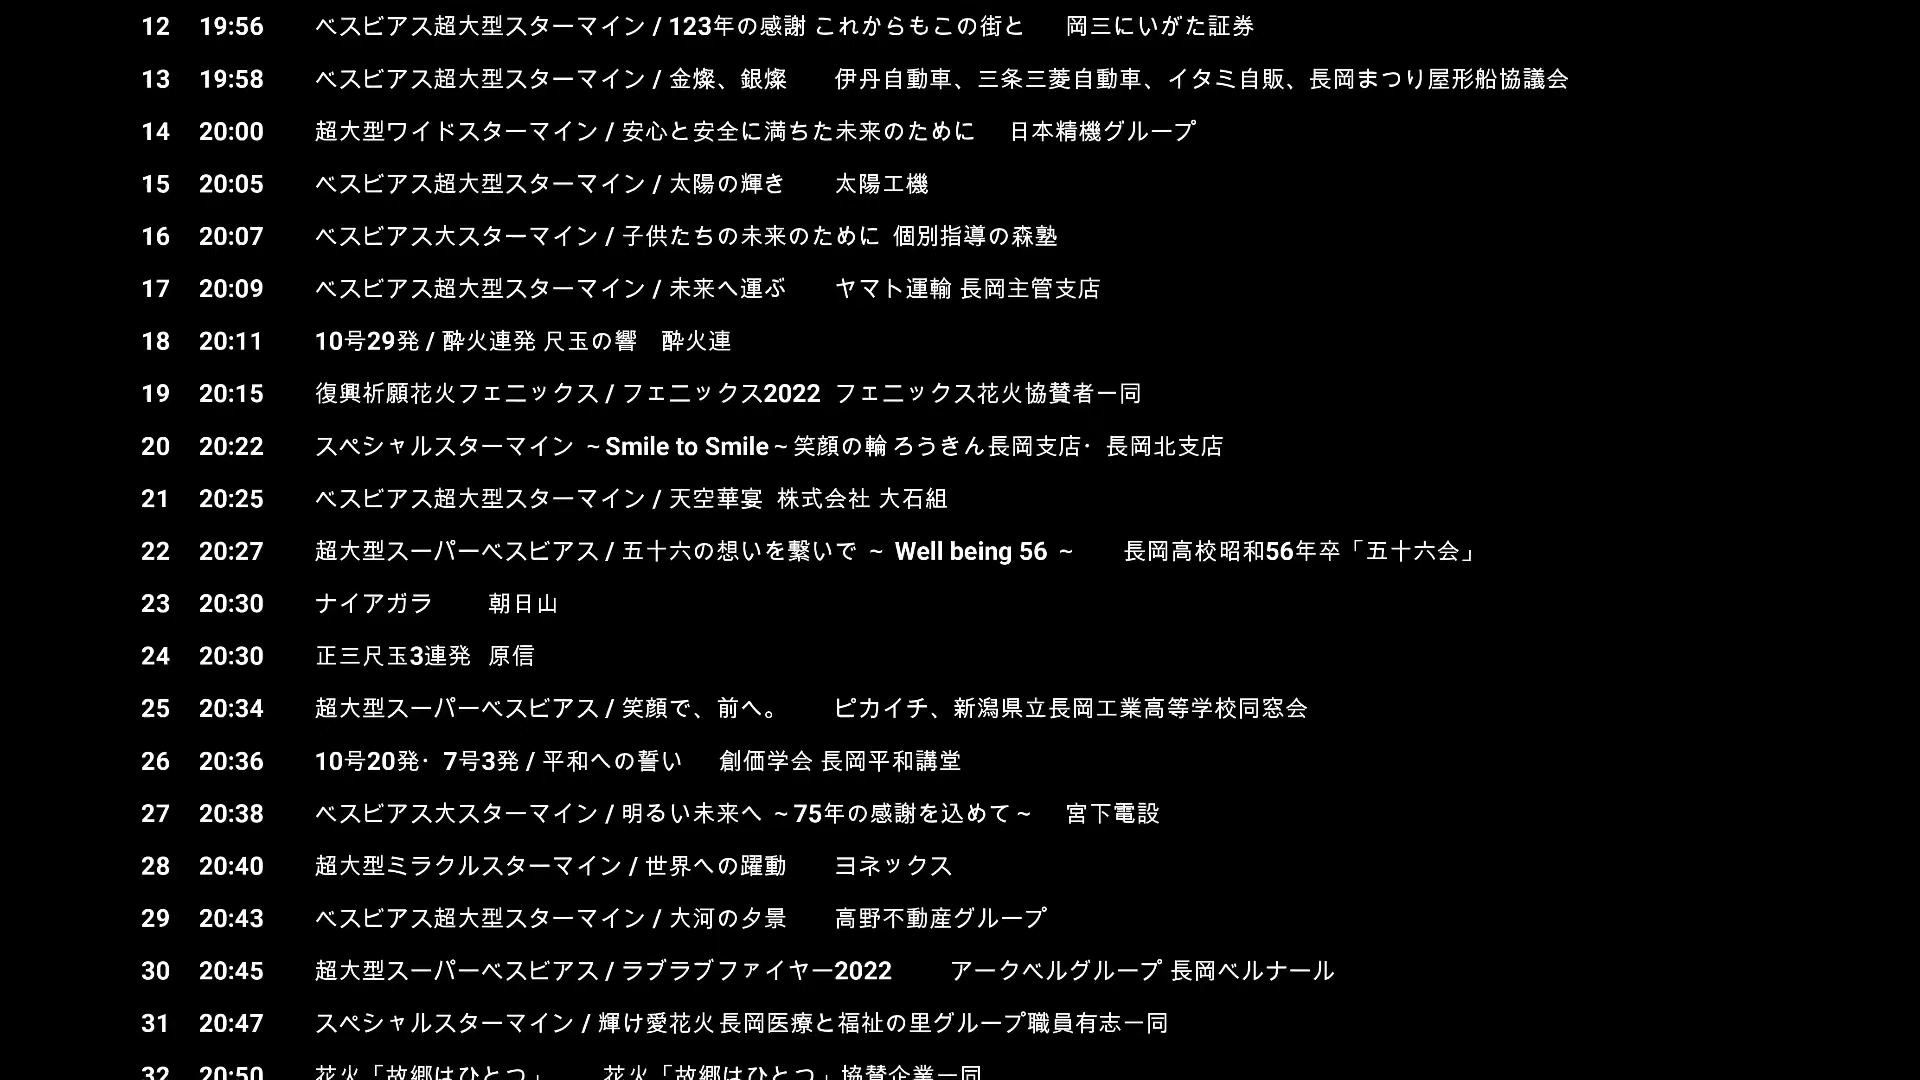 12 19:56 ベスビアス超大型スターマイン / 123年の感謝 これからもこの街と 岡三にいがた証券
13 19:58 ベスビアス超大型スターマイン / 金燦、銀燦 伊丹自動車、三条三菱自動車、イタミ自販、長岡まつり屋形船協議会
14 20:00 超大型ワイドスターマイン / 安心と安全に満ちた未来のために 日本精機グループ
15 20:05 ベスビアス超大型スターマイン / 太陽の輝き 太陽工機
16 20:07 ベスビアス大スターマイン / 子供たちの未来のために 個別指導の森塾
17 20:09 ベスビアス超大型スターマイン / 未来へ運ぶ ヤマト運輸 長岡主管支店
18 20:11 10号29発 / 酔火連発 尺玉の響 酔火連
19 20:15 復興祈願花火フェニックス / フェニックス2022 フェニックス花火協賛者一同
20 20:22 スペシャルスターマイン ~Smile to Smile~笑顔の輪 ろうきん長岡支店・長岡北支店
21 20:25 ベスビアス超大型スターマイン / 天空華宴 株式会社 大石組
22 20:27 超大型スーパーベスビアス / 五十六の想いを繋いで ~ Well being 56 ~ 長岡高校昭和56年卒「五十六会」
23 20:30 ナイアガラ 朝日山
24 20:30 正三尺玉3連発 原信
25 20:34 超大型スーパーベスビアス / 笑顔で、前へ。 ピカイチ、新潟県立長岡工業高等学校同窓会
26 20:36 10号20発・7号3発 / 平和への誓い 創価学会 長岡平和講堂
27 20:38 ベスビアス大スターマイン / 明るい未来へ ~75年の感謝を込めて~ 宮下電設
28 20:40 超大型ミラクルスターマイン / 世界への躍動 ヨネックス
29 20:43 ベスビアス超大型スターマイン / 大河の夕景 高野不動産グループ
30 20:45 超大型スーパーベスビアス / ラブラブファイヤー2022 アークベルグループ 長岡ベルナール
31 20:47 スペシャルスターマイン / 輝け愛花火 長岡医療と福祉の里グループ職員有志一同
32 20:50 花火「故郷はひとつ」 花火「故郷はひとつ」協賛企業一同